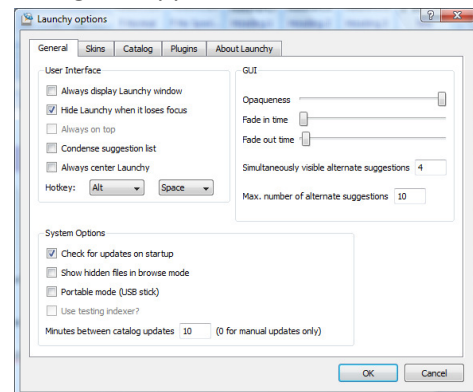 Launchy options
General Skins Catalog Plugins About Launchy
User Interface
Always display Launchy window
Hide Launchy when it loses focus
Always on top
Condense suggestion list
Always center Launchy
Hotkey: Alt Space
GUI
Opaqueness
Fade in time
Fade out time
Simultaneously visible alternate suggestions 4
Max. number of alternate suggestions 10
System Options
Check for updates on startup
Show hidden files in browse mode
Portable mode (USB stick)
Use testing indexer?
Minutes between catalog updates 10 (0 for manual updates only)
OK Cancel